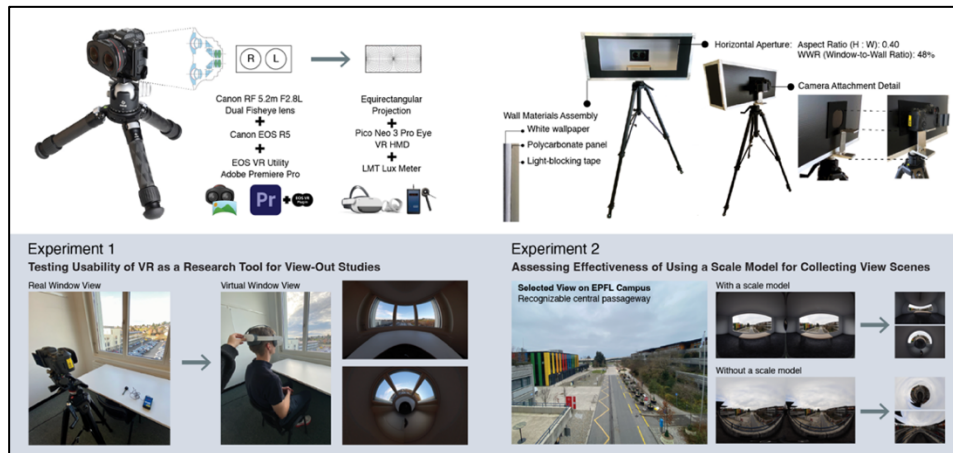 R L
Canon RF 5.2m F2.8L
Dual Fisheye lens
+
Canon EOS R5
+
EOS VR Utility
Adobe Premiere Pro
Pr
+
Equirectangular
Projection
+
Pico Neo 3 Pro Eye
VR HMD
+
LMT Lux Meter
Horizontal Aperture: Aspect Ratio (H : W): 0.40
WWR (Window-to-Wall Ratio): 48%
Camera Attachment Detail
Wall Materials Assembly
White wallpaper
Polycarbonate panel
Light-blocking tape
Experiment 1
Testing Usability of VR as a Research Tool for View-Out Studies
Real Window View
Virtual Window View
Experiment 2
Assessing Effectiveness of Using a Scale Model for Collecting View Scenes
Selected View on EPFL Campus
Recognizable central passageway
With a scale model
Without a scale model